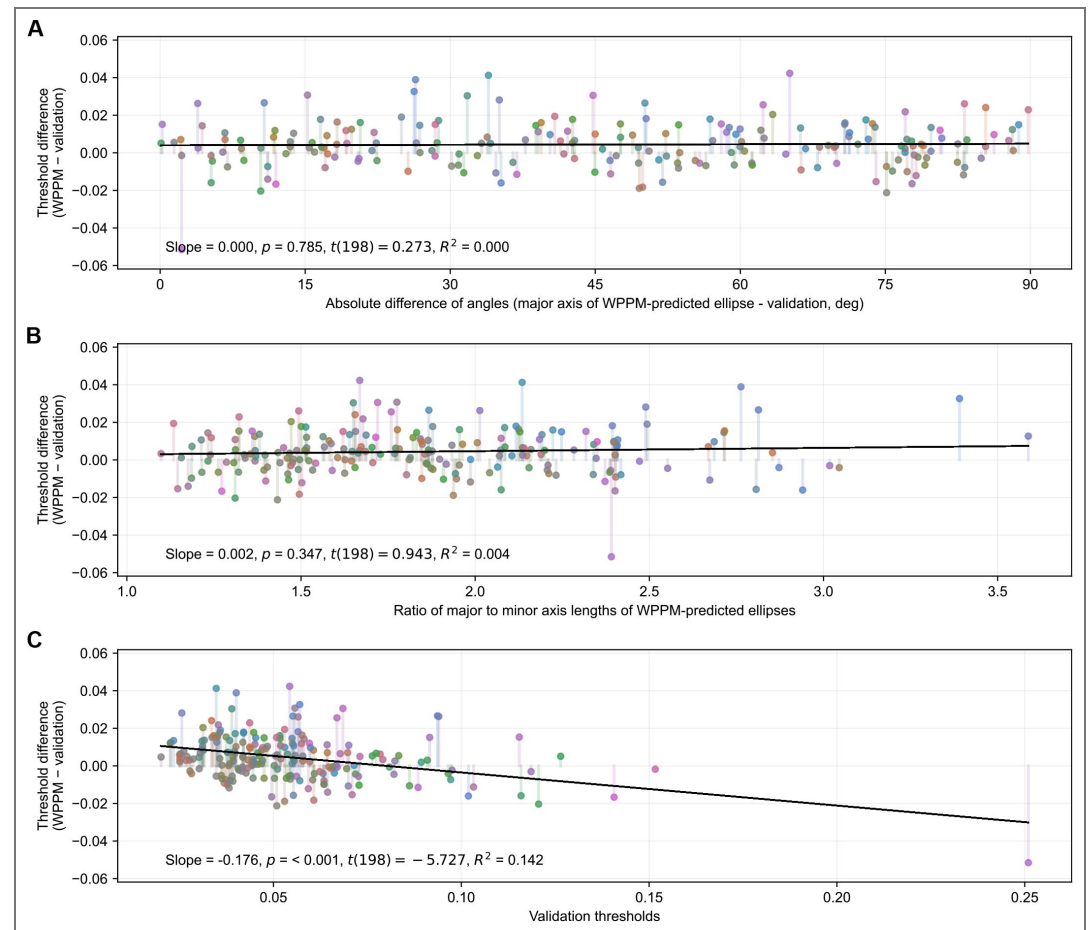 A
0.06
0.04
0.02
0.00
−0.02
−0.04
−0.06
Threshold difference
(WPPM − validation)
Slope = 0.000, p = 0.785, t(198) = 0.273, R² = 0.000
0 15 30 45 60 75 90
Absolute difference of angles (major axis of WPPM-predicted ellipse - validation, deg)
B
0.06
0.04
0.02
0.00
−0.02
−0.04
−0.06
Threshold difference
(WPPM − validation)
Slope = 0.002, p = 0.347, t(198) = 0.943, R² = 0.004
1.0 1.5 2.0 2.5 3.0 3.5
Ratio of major to minor axis lengths of WPPM-predicted ellipses
C
0.06
0.04
0.02
0.00
−0.02
−0.04
−0.06
Threshold difference
(WPPM − validation)
Slope = -0.176, p = < 0.001, t(198) = − 5.727, R² = 0.142
0.05 0.10 0.15 0.20 0.25
Validation thresholds